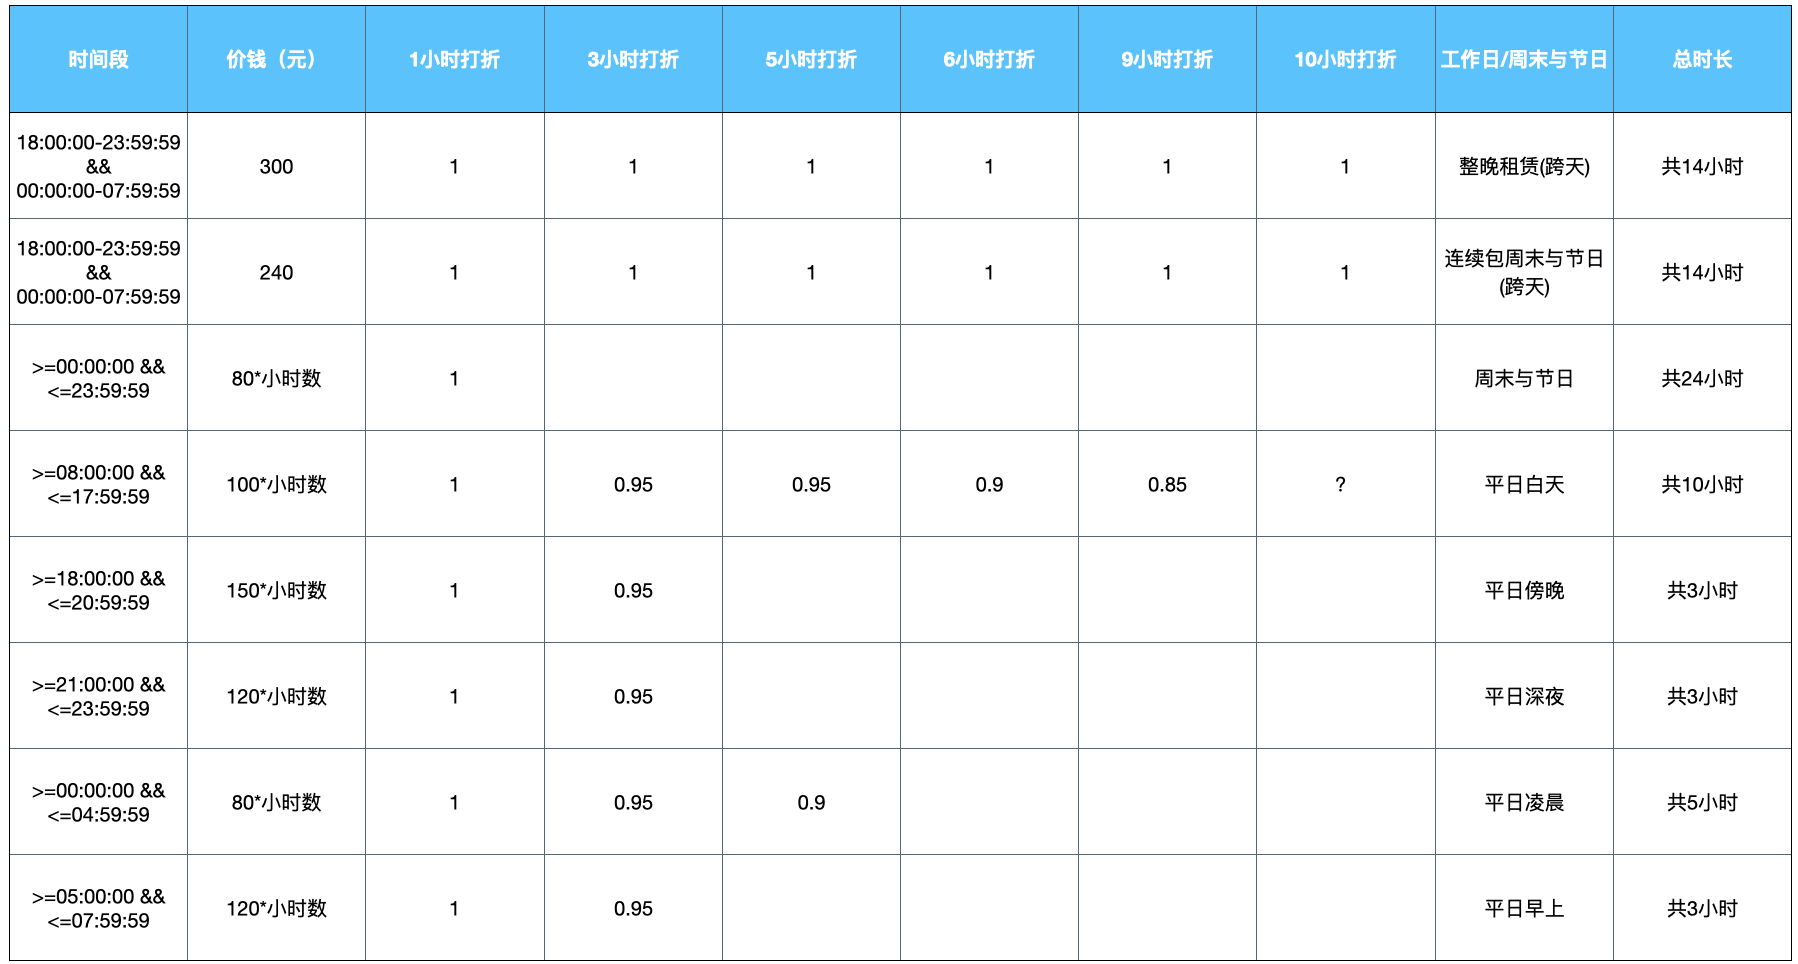 时间段
价钱（元）
1小时打折
3小时打折
5小时打折
6小时打折
9小时打折
10小时打折
工作日/周末与节日
总时长
18:00:00-23:59:59
&&
00:00:00-07:59:59
300
1
1
1
1
1
1
整晚租赁(跨天)
共14小时
18:00:00-23:59:59
&&
00:00:00-07:59:59
240
1
1
1
1
1
1
连续包周末与节日
(跨天)
共14小时
>=00:00:00 &&
<=23:59:59
80*小时数
1
周末与节日
共24小时
>=08:00:00 &&
<=17:59:59
100*小时数
1
0.95
0.95
0.9
0.85
?
平日白天
共10小时
>=18:00:00 &&
<=20:59:59
150*小时数
1
0.95
平日傍晚
共3小时
>=21:00:00 &&
<=23:59:59
120*小时数
1
0.95
平日深夜
共3小时
>=00:00:00 &&
<=04:59:59
80*小时数
1
0.95
0.9
平日凌晨
共5小时
>=05:00:00 &&
<=07:59:59
120*小时数
1
0.95
平日早上
共3小时